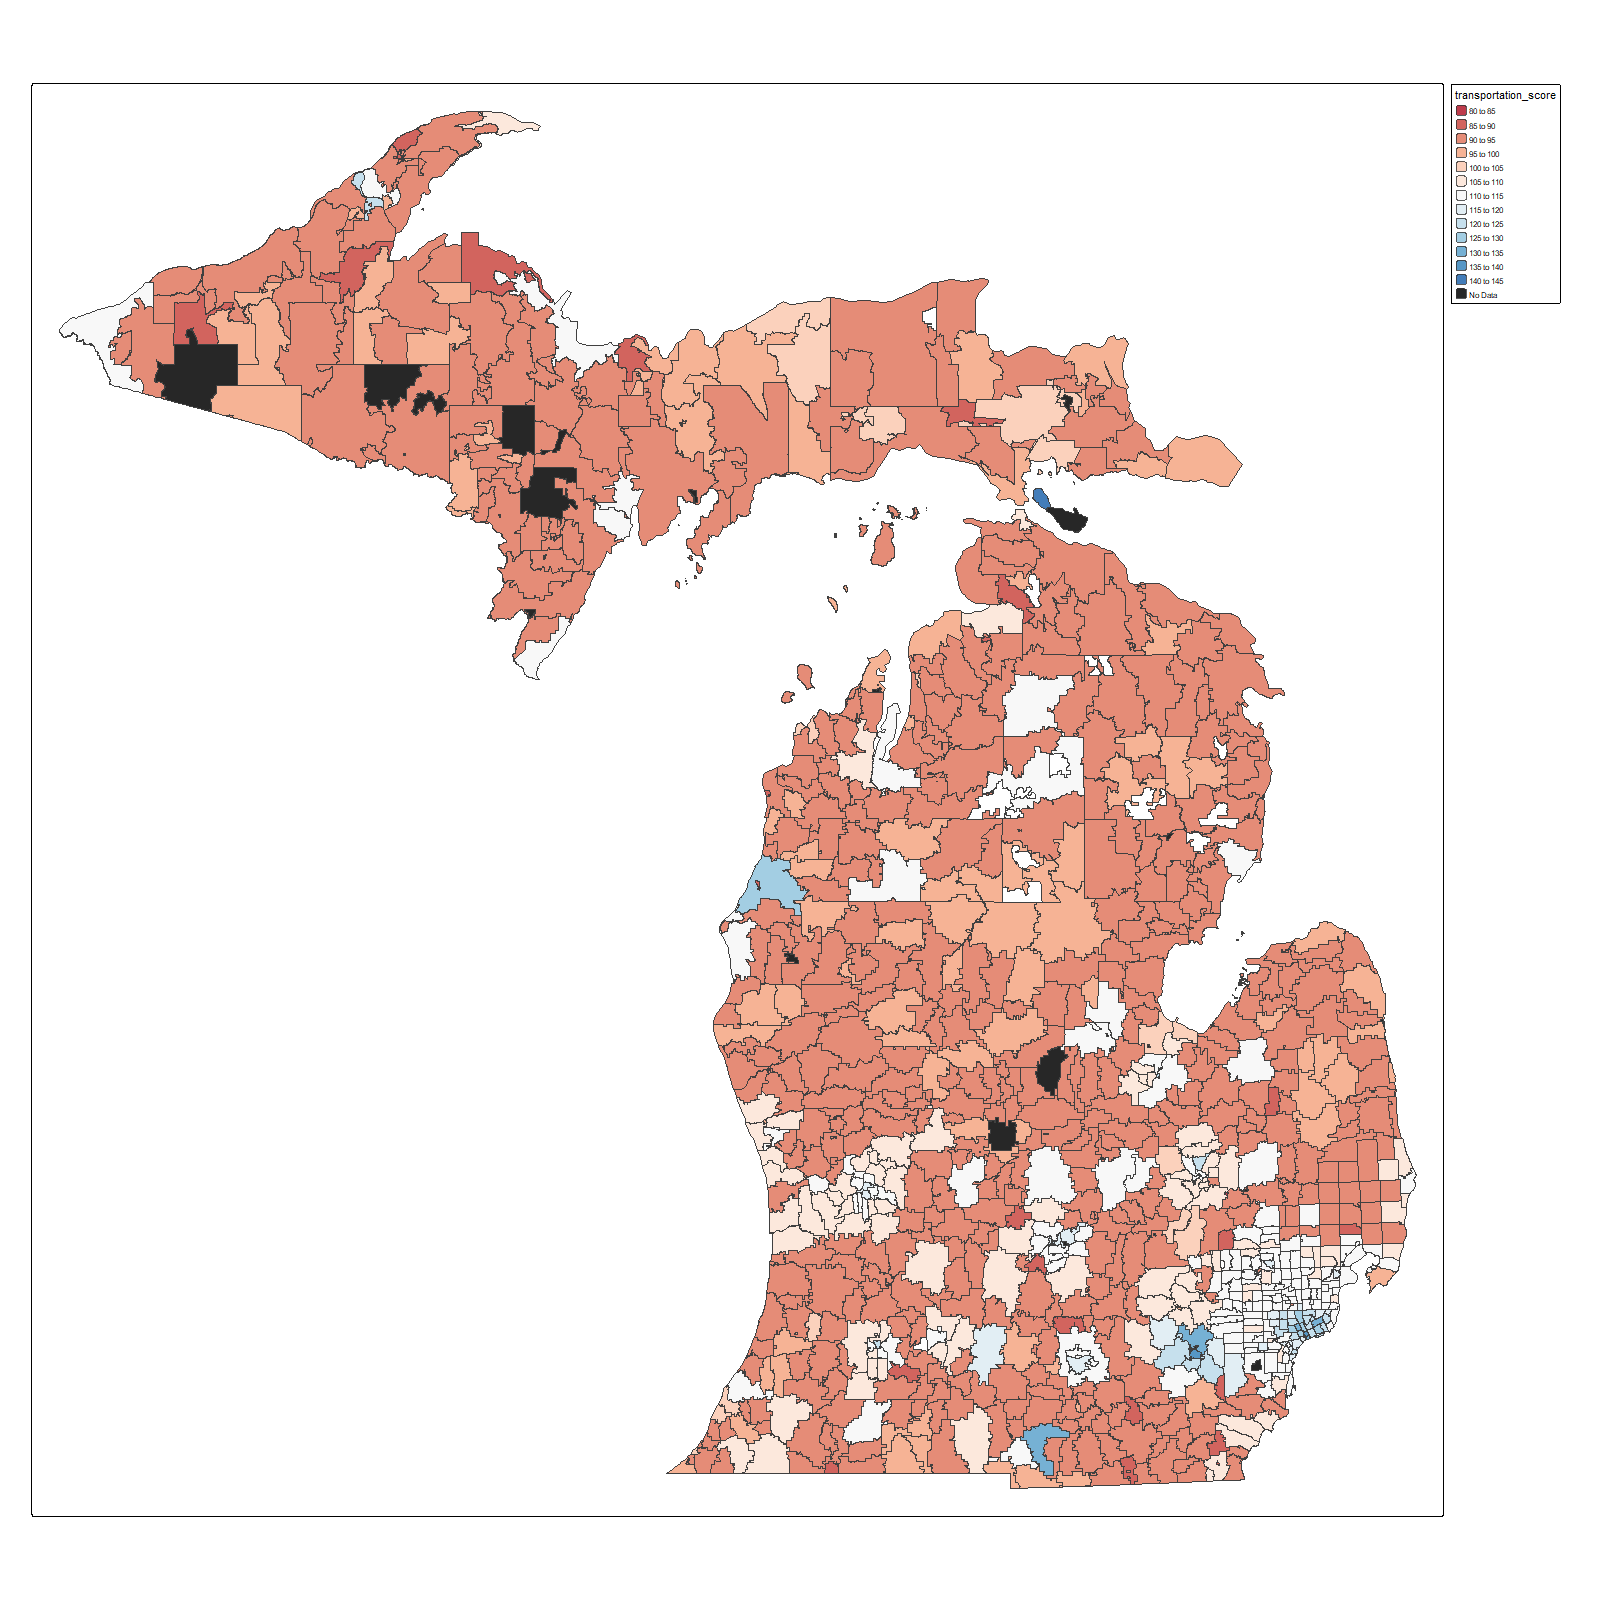 transportation_score
80 to 85
85 to 90
90 to 95
95 to 100
100 to 105
105 to 110
110 to 115
115 to 120
120 to 125
125 to 130
130 to 135
135 to 140
140 to 145
No Data